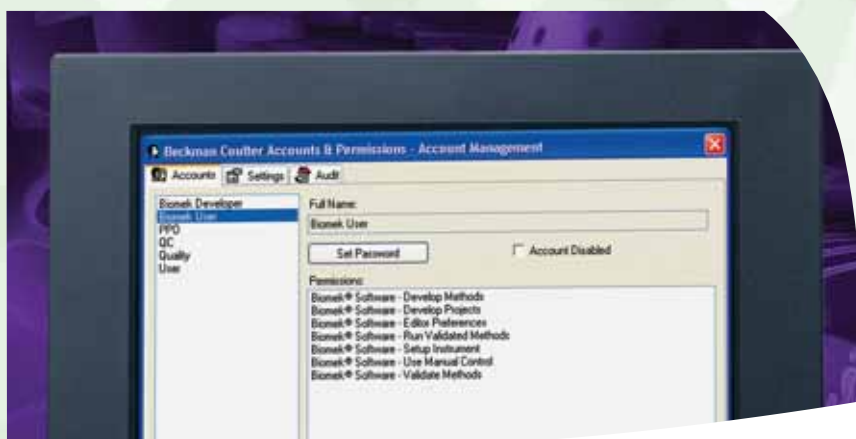 Beckman Coulter Accounts & Permissions - Account Management
Accounts Settings Audit
Biomek Developer
Biomek User
PPO
QC
Quality
User
Full Name:
Biomek User
Set Password
Account Disabled
Permissions:
Biomek® Software - Develop Methods
Biomek® Software - Develop Projects
Biomek® Software - Editor Preferences
Biomek® Software - Run Validated Methods
Biomek® Software - Setup Instrument
Biomek® Software - Use Manual Control
Biomek® Software - Validate Methods